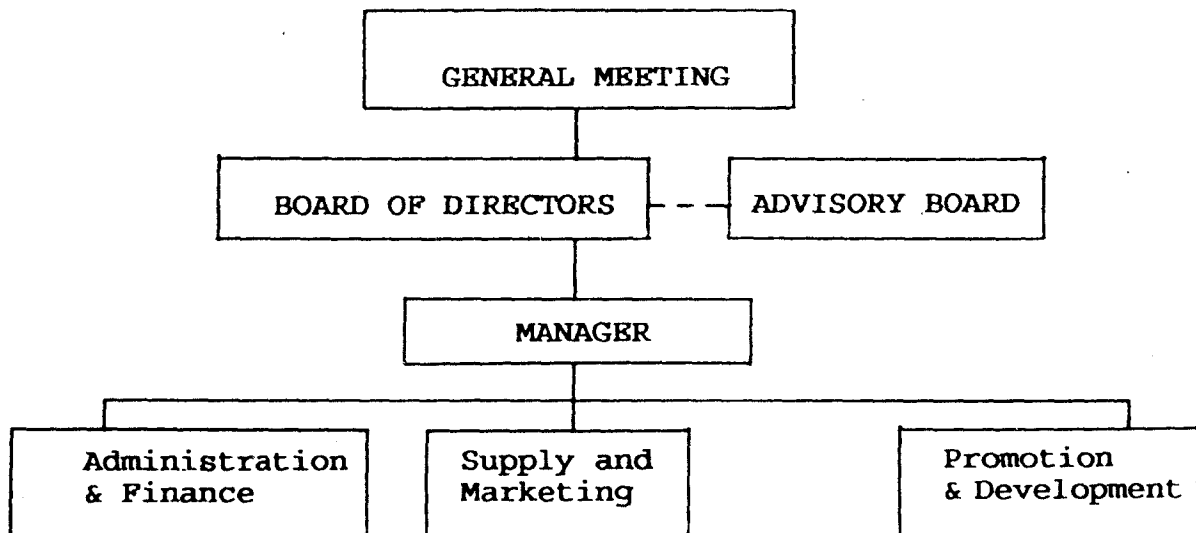 GENERAL MEETING
BOARD OF DIRECTORS
ADVISORY BOARD
MANAGER
Administration
& Finance
Supply and
Marketing
Promotion
& Development